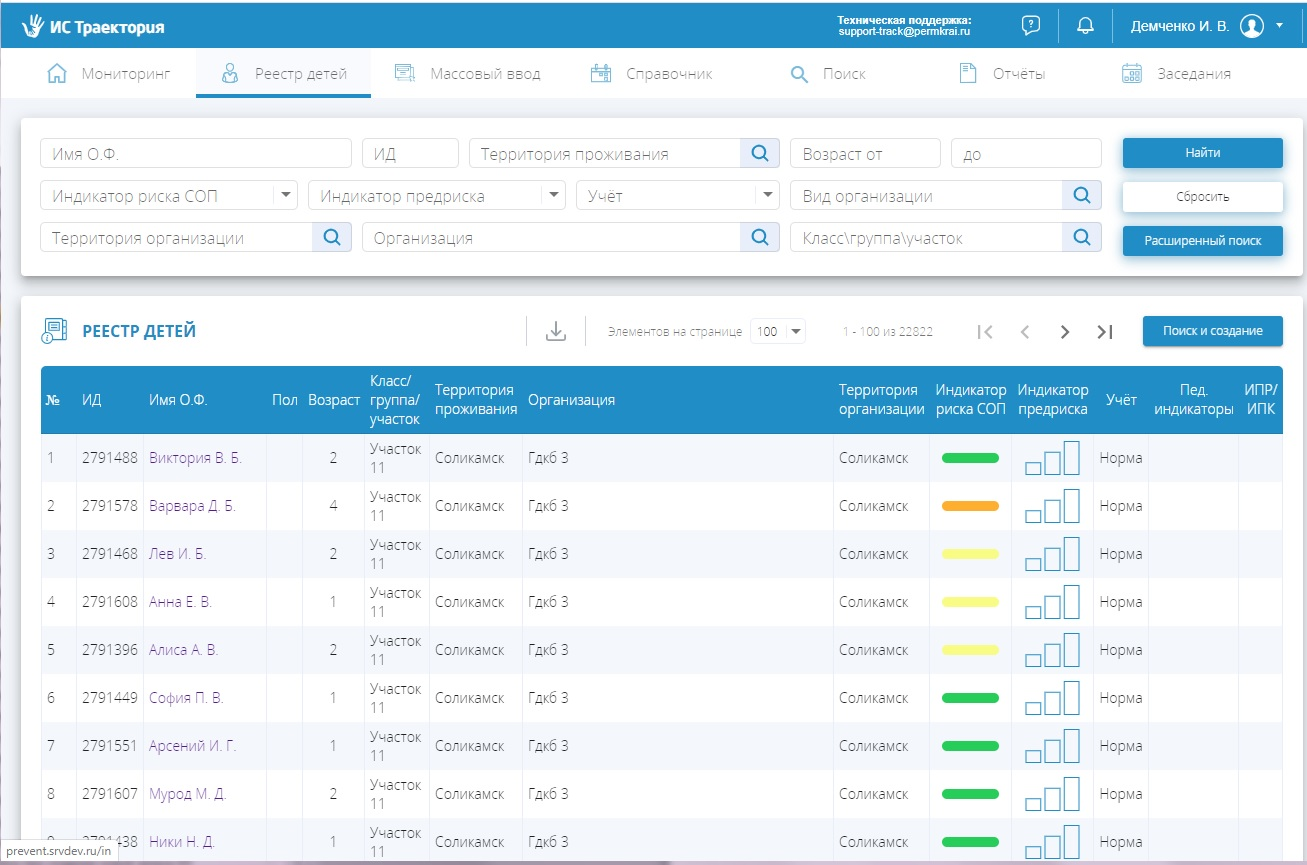 ИС Траектория
Техническая поддержка:
support-track@permkrai.ru
Демченко И. В.
Мониторинг Реестр детей Массовый ввод Справочник Поиск Отчёты Заседания
Имя О.Ф. ИД Территория проживания Возраст от до Найти
Индикатор риска СОП Индикатор предриска Учёт Вид организации Сбросить
Территория организации Организация Класс\группа\участок Расширенный поиск
РЕЕСТР ДЕТЕЙ Элементов на странице 100 1 - 100 из 22822 Поиск и создание
№ ИД Имя О.Ф. Пол Возраст Класс/ группа/ участок Территория проживания Организация Территория организации Индикатор риска СОП Индикатор предриска Учёт Пед. индикаторы ИПР/ ИПК
1 2791488 Виктория В. Б. 2 Участок 11 Соликамск Гдкб 3 Соликамск Норма
2 2791578 Варвара Д. Б. 4 Участок 11 Соликамск Гдкб 3 Соликамск Норма
3 2791468 Лев И. Б. 2 Участок 11 Соликамск Гдкб 3 Соликамск Норма
4 2791608 Анна Е. В. 1 Участок 11 Соликамск Гдкб 3 Соликамск Норма
5 2791396 Алиса А. В. 2 Участок 11 Соликамск Гдкб 3 Соликамск Норма
6 2791449 София П. В. 1 Участок 11 Соликамск Гдкб 3 Соликамск Норма
7 2791551 Арсений И. Г. 1 Участок 11 Соликамск Гдкб 3 Соликамск Норма
8 2791607 Мурод М. Д. 2 Участок 11 Соликамск Гдкб 3 Соликамск Норма
Ники Н. Д. 1 Участок 11 Соликамск Гдкб 3 Соликамск Норма
prevent.srvdev.ru/in